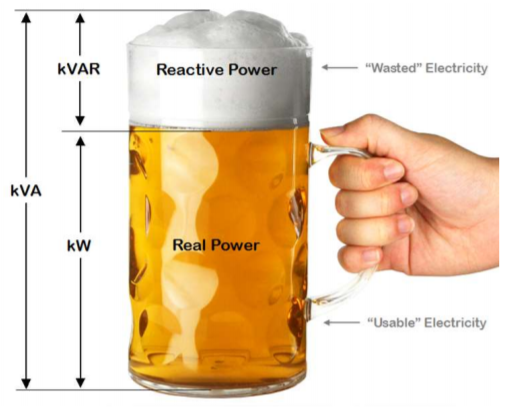 kVAR
Reactive Power
“Wasted” Electricity
kVA
kW
Real Power
“Usable” Electricity